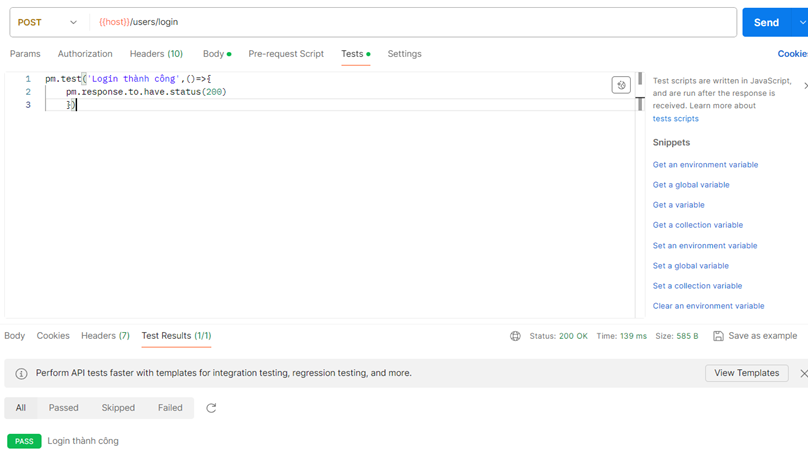 POST {{host}}/users/login Send
Params Authorization Headers (10) Body Pre-request Script Tests Settings Cookies
1 pm.test('Login thành công',()=>{
2 pm.response.to.have.status(200)
3 })
Test scripts are written in JavaScript,
and are run after the response is
received. Learn more about
tests scripts
Snippets
Get an environment variable
Get a global variable
Get a variable
Get a collection variable
Set an environment variable
Set a global variable
Set a collection variable
Clear an environment variable
Body Cookies Headers (7) Test Results (1/1) Status: 200 OK Time: 139 ms Size: 585 B Save as example
Perform API tests faster with templates for integration testing, regression testing, and more. View Templates
All Passed Skipped Failed
PASS Login thành công